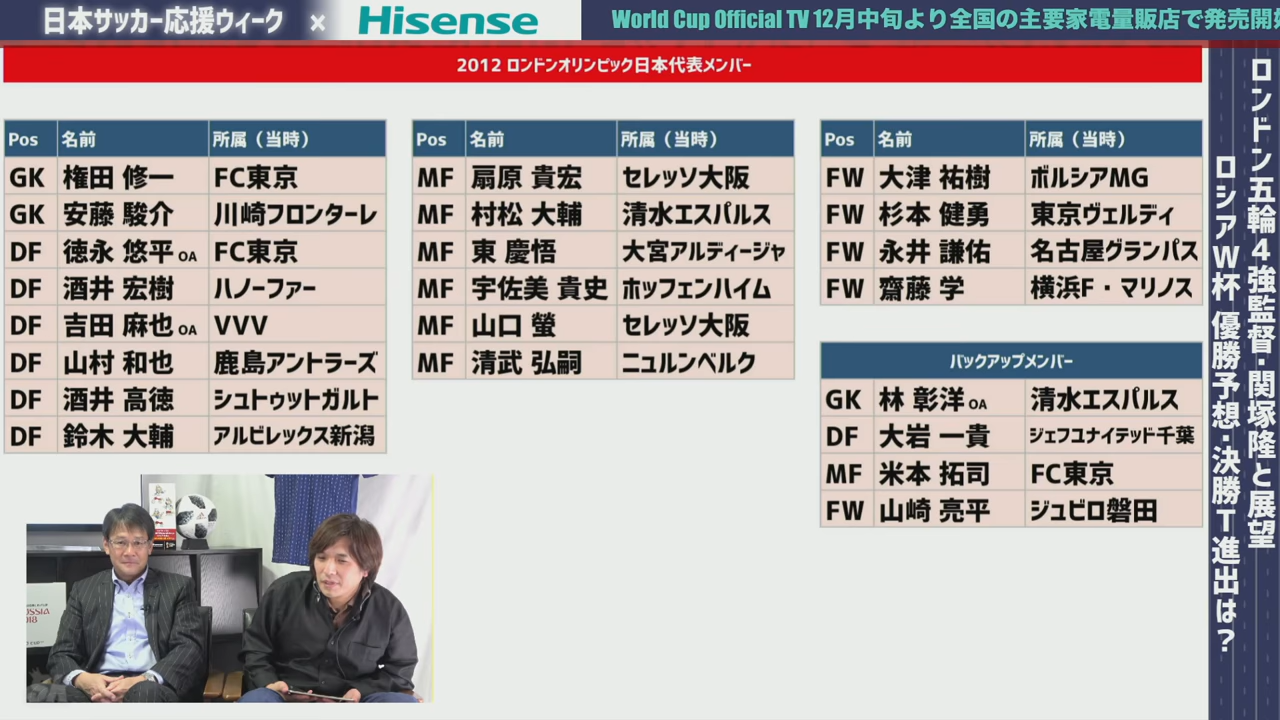 日本サッカー応援ウィーク × Hisense
World Cup Official TV 12月中旬より全国の主要家電量販店で発売開始
2012 ロンドンオリンピック日本代表メンバー
Pos 名前 所属（当時）
GK 権田 修一 FC東京
GK 安藤 駿介 川崎フロンターレ
DF 徳永 悠平 OA FC東京
DF 酒井 宏樹 ハノーファー
DF 吉田 麻也 OA VVV
DF 山村 和也 鹿島アントラーズ
DF 酒井 高徳 シュトゥットガルト
DF 鈴木 大輔 アルビレックス新潟
Pos 名前 所属（当時）
MF 扇原 貴宏 セレッソ大阪
MF 村松 大輔 清水エスパルス
MF 東 慶悟 大宮アルディージャ
MF 宇佐美 貴史 ホッフェンハイム
MF 山口 螢 セレッソ大阪
MF 清武 弘嗣 ニュルンベルク
Pos 名前 所属（当時）
FW 大津 祐樹 ボルシアMG
FW 杉本 健勇 東京ヴェルディ
FW 永井 謙佑 名古屋グランパス
FW 齋藤 学 横浜F・マリノス
バックアップメンバー
GK 林 彰洋 OA 清水エスパルス
DF 大岩 一貴 ジェフユナイテッド千葉
MF 米本 拓司 FC東京
FW 山崎 亮平 ジュビロ磐田
ロンドン五輪4強監督・関塚隆と展望
ロシアW杯 優勝予想・決勝T進出は？